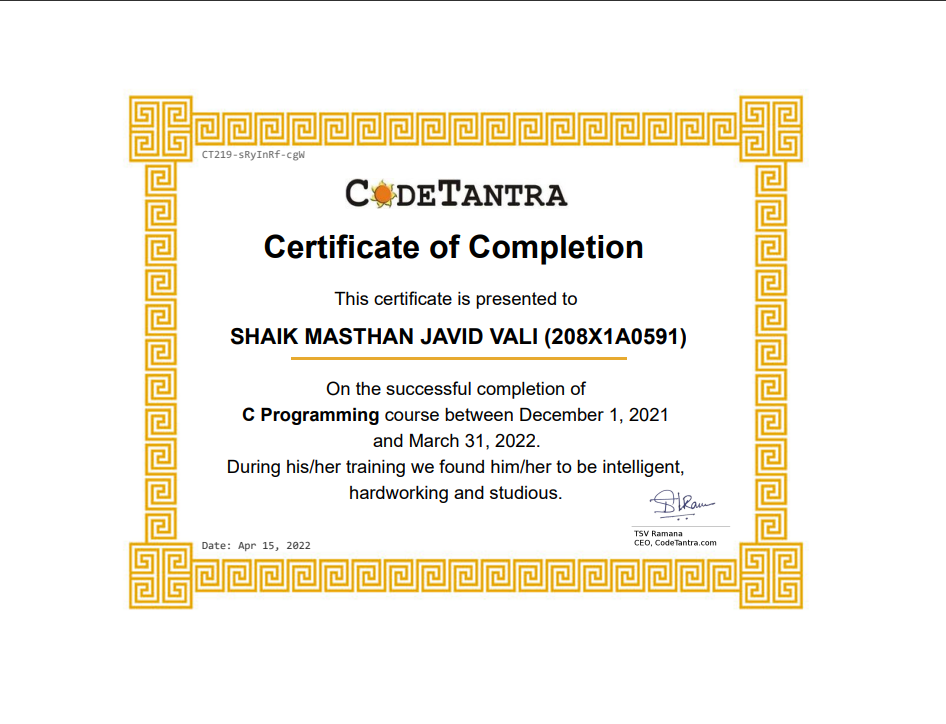 CT219-sRyInRf-cgW
CODETANTRA
Certificate of Completion
This certificate is presented to
SHAIK MASTHAN JAVID VALI (208X1A0591)
On the successful completion of
C Programming course between December 1, 2021
and March 31, 2022.
During his/her training we found him/her to be intelligent,
hardworking and studious.
TSV Ramana
CEO, CodeTantra.com
Date: Apr 15, 2022